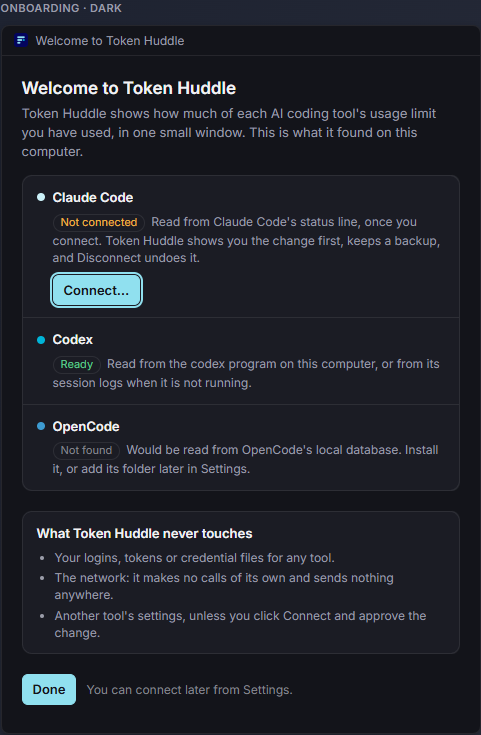 ONBOARDING · DARK
Welcome to Token Huddle
Welcome to Token Huddle
Token Huddle shows how much of each AI coding tool's usage limit
you have used, in one small window. This is what it found on this
computer.
Claude Code
Not connected Read from Claude Code's status line, once you
connect. Token Huddle shows you the change first, keeps a backup,
and Disconnect undoes it.
Connect...
Codex
Ready Read from the codex program on this computer, or from its
session logs when it is not running.
OpenCode
Not found Would be read from OpenCode's local database. Install
it, or add its folder later in Settings.
What Token Huddle never touches
• Your logins, tokens or credential files for any tool.
• The network: it makes no calls of its own and sends nothing
anywhere.
• Another tool's settings, unless you click Connect and approve the
change.
Done You can connect later from Settings.